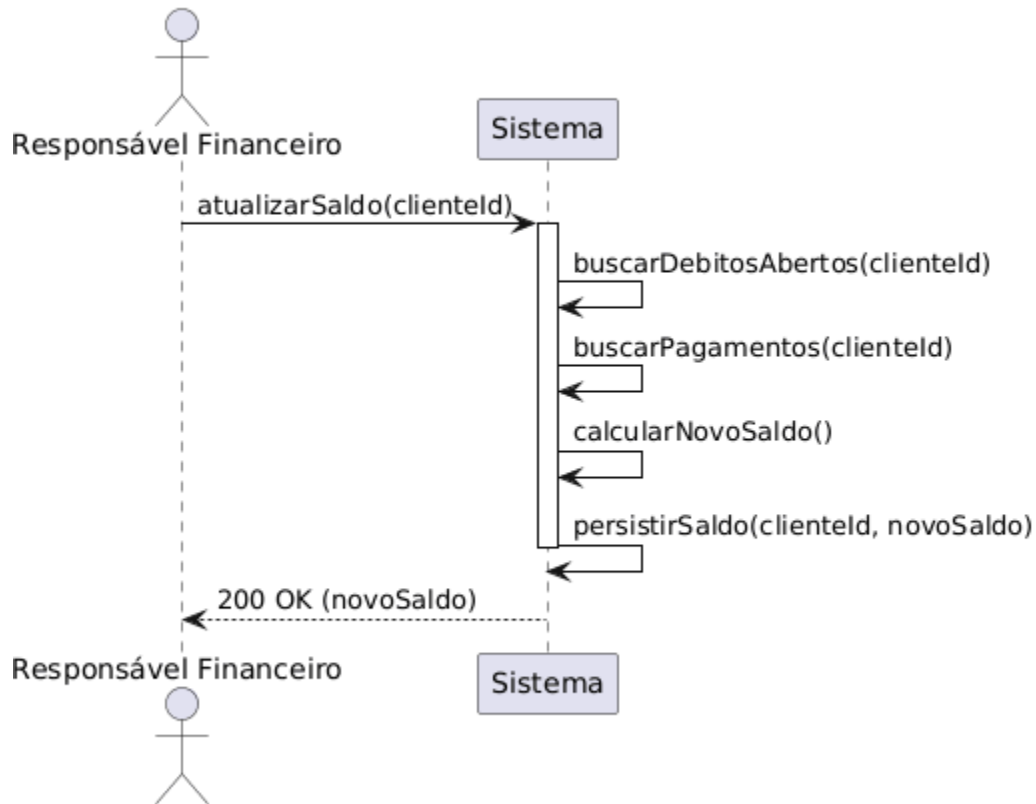 Responsável Financeiro
Sistema
atualizarSaldo(clienteId)
buscarDebitosAbertos(clienteId)
buscarPagamentos(clienteId)
calcularNovoSaldo()
persistirSaldo(clienteId, novoSaldo)
200 OK (novoSaldo)
Responsável Financeiro
Sistema